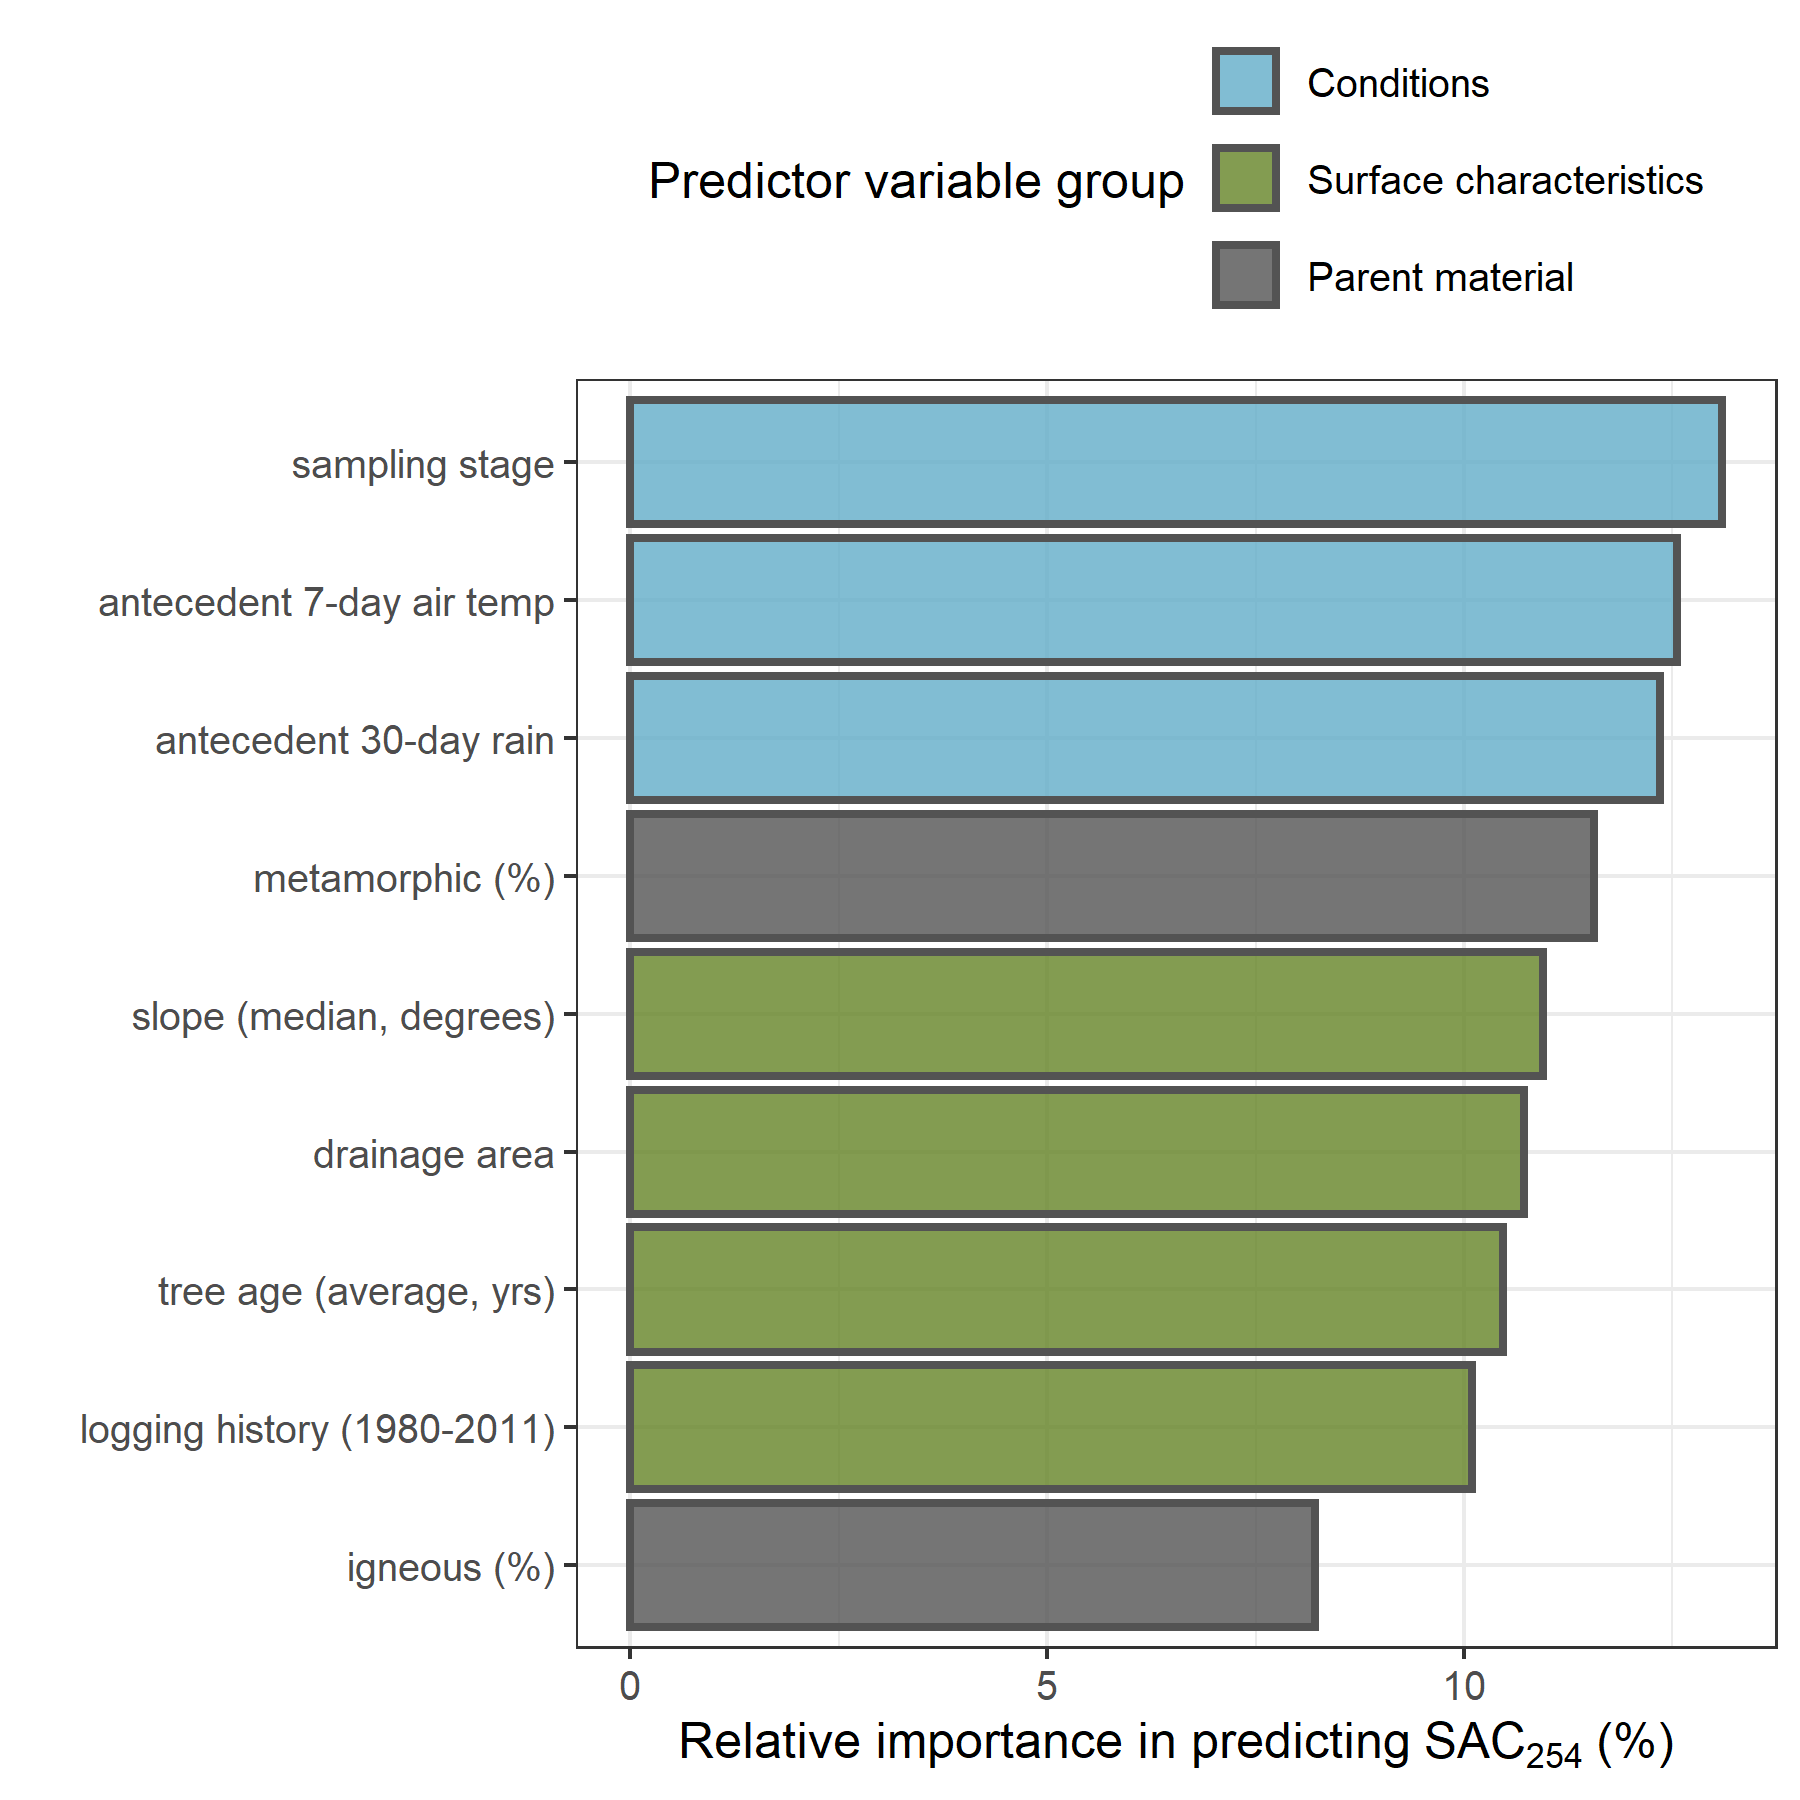 Conditions
Predictor variable group
Surface characteristics
Parent material
sampling stage
antecedent 7-day air temp
antecedent 30-day rain
metamorphic (%)
slope (median, degrees)
drainage area
tree age (average, yrs)
logging history (1980-2011)
igneous (%)
0 5 10
Relative importance in predicting SAC₂₅₄ (%)